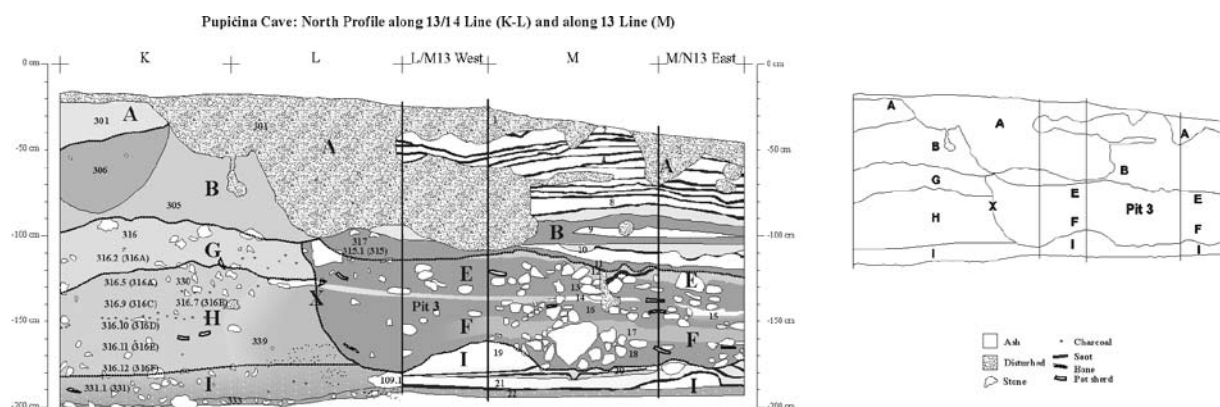 Pupićina Cave: North Profile along 13/14 Line (K-L) and along 13 Line (M)
K L L/M13 West M M/N13 East
0 cm 0 cm
A 301 301 A 1 2 A
-50 cm -50 cm
306 B 4
305 8
-100 cm 316 317 B 9 -100 cm
316.2 (316A) G 315.1 (315) 10
E 11 12 E
316.5 (316A) 330 13
X 14
316.9 (316C) 316.7 (316B) Pit 3 16 15
H
-150 cm 316.10 (316D) F 17 F -150 cm
316.11 (316E) 339 I 19 18
316.12 (316F) 20
331.1 (331) I 109.1 21 I
-200 cm 333 22 -200 cm
A A A
B B
G E E
H X F Pit 3 F
I I I
Ash Charcoal
Disturbed Soot
Bone
Stone Pot sherd